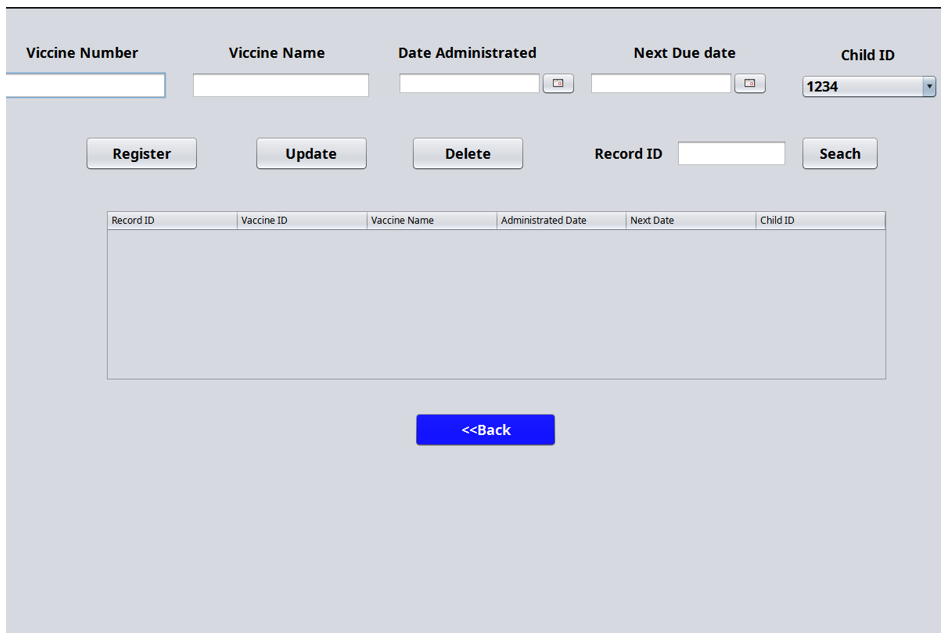 Viccine Number Viccine Name Date Administrated Next Due date Child ID
1234
Register Update Delete Record ID Seach
Record ID Vaccine ID Vaccine Name Administrated Date Next Date Child ID
<<Back